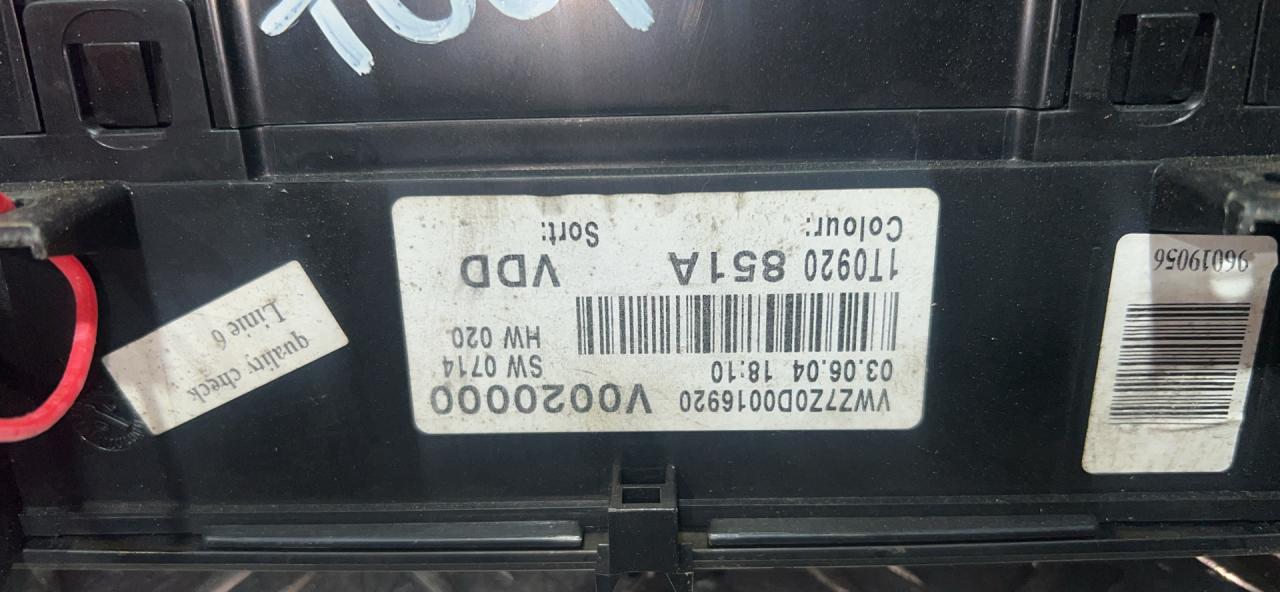 VWZ7Z0D0016920 V0020000
03.06.04 18:10 SW 0714
HW 020
1T0920 851A VDD
Colour: Sort:
quality check
Linie 6
96019056